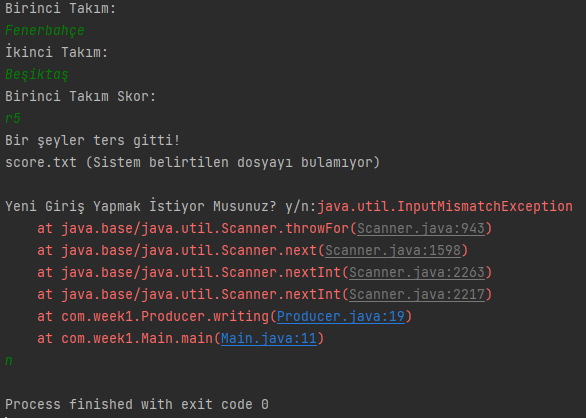 Birinci Takım:
Fenerbahçe
İkinci Takım:
Beşiktaş
Birinci Takım Skor:
r5
Bir şeyler ters gitti!
score.txt (Sistem belirtilen dosyayı bulamıyor)
Yeni Giriş Yapmak İstiyor Musunuz? y/n:java.util.InputMismatchException
at java.base/java.util.Scanner.throwFor(Scanner.java:943)
at java.base/java.util.Scanner.next(Scanner.java:1598)
at java.base/java.util.Scanner.nextInt(Scanner.java:2263)
at java.base/java.util.Scanner.nextInt(Scanner.java:2217)
at com.week1.Producer.writing(Producer.java:19)
at com.week1.Main.main(Main.java:11)
n
Process finished with exit code 0